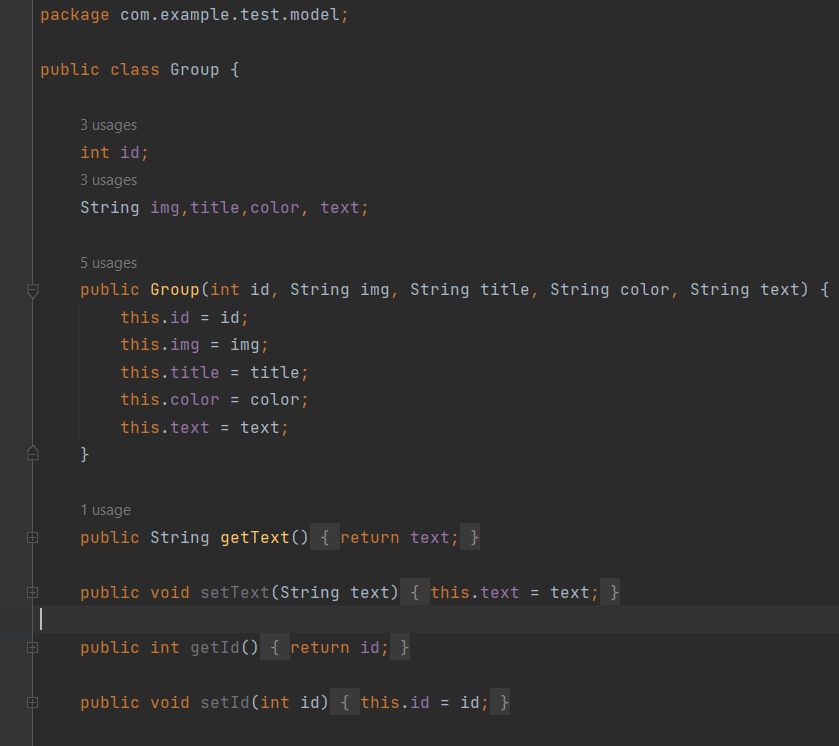 package com.example.test.model;
public class Group {
3 usages
int id;
3 usages
String img,title,color, text;
5 usages
public Group(int id, String img, String title, String color, String text) {
this.id = id;
this.img = img;
this.title = title;
this.color = color;
this.text = text;
}
1 usage
public String getText() { return text; }
public void setText(String text) { this.text = text; }
public int getId() { return id; }
public void setId(int id) { this.id = id; }